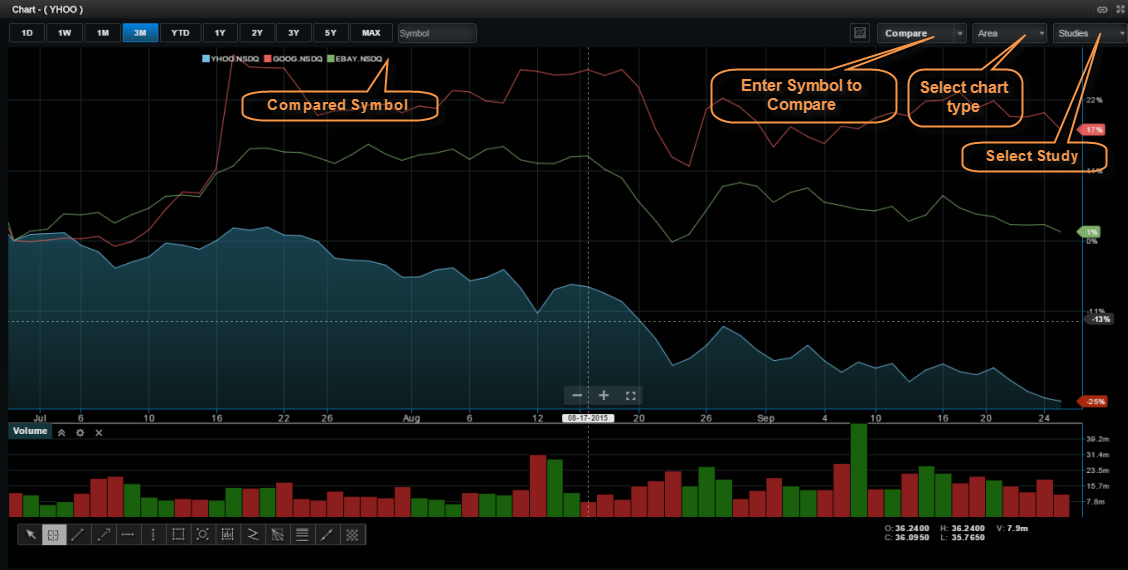 Chart - ( YHOO )
1D 1W 1M 3M YTD 1Y 2Y 3Y 5Y MAX Symbol Compare Area Studies
YHOO.NSDQ GOOG.NSDQ EBAY.NSDQ
Compared Symbol
Enter Symbol to
Compare
Select chart
type
Select Study
22%
17%
11%
1%
0%
-11%
-13%
-25%
Jul 6 10 16 22 26 Aug 6 12 08-17-2015 20 26 Sep 4 10 16 20 24
Volume
39.2m
31.4m
23.5m
15.7m
7.8m
O: 36.2400 H: 36.2400 V: 7.9m
C: 36.0950 L: 35.7650